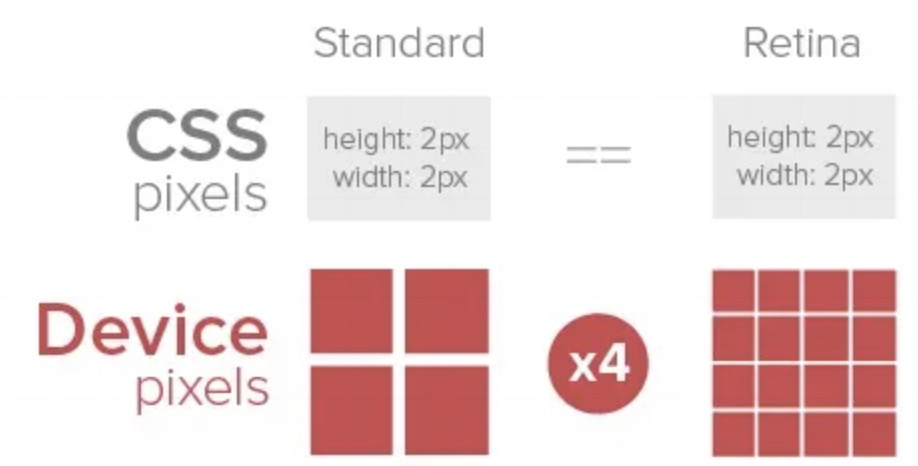 Standard
Retina
CSS
pixels
height: 2px
width: 2px
==
height: 2px
width: 2px
Device
pixels
x4